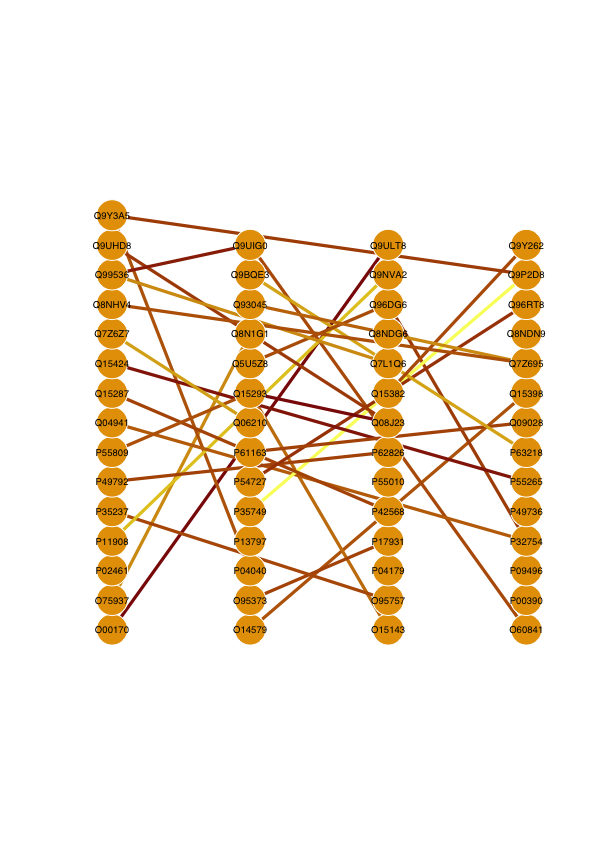 Q9Y3A5
Q9UHD8 Q9UIG0 Q9ULT8 Q9Y262
Q99536 Q9BQE3 Q9NVA2 Q9P2D8
Q8NHV4 Q93045 Q96DG6 Q96RT8
Q7Z6Z7 Q8N1G1 Q8NDG6 Q8NDN9
Q15424 Q5U5Z8 Q7L1Q6 Q7Z695
Q15287 Q15293 Q15382 Q15398
Q04941 Q06210 Q08J23 Q09028
P55809 P61163 P62826 P63218
P49792 P54727 P55010 P55265
P35237 P35749 P42568 P49736
P11908 P13797 P17931 P32754
P02461 P04040 P04179 P09496
O75937 O95373 O95757 P00390
O00170 O14579 O15143 O60841